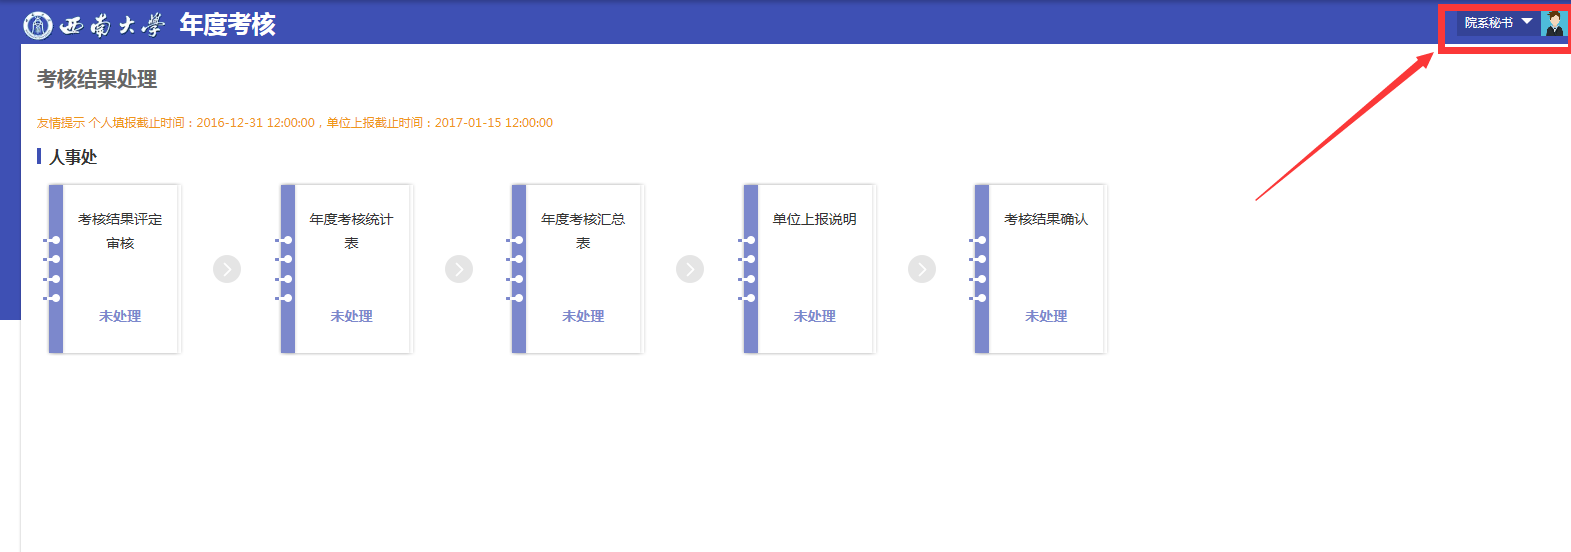 西南大学 年度考核
院系秘书
考核结果处理
友情提示 个人填报截止时间：2016-12-31 12:00:00，单位上报截止时间：2017-01-15 12:00:00
人事处
考核结果评定
审核
未处理
年度考核统计
表
未处理
年度考核汇总
表
未处理
单位上报说明
未处理
考核结果确认
未处理